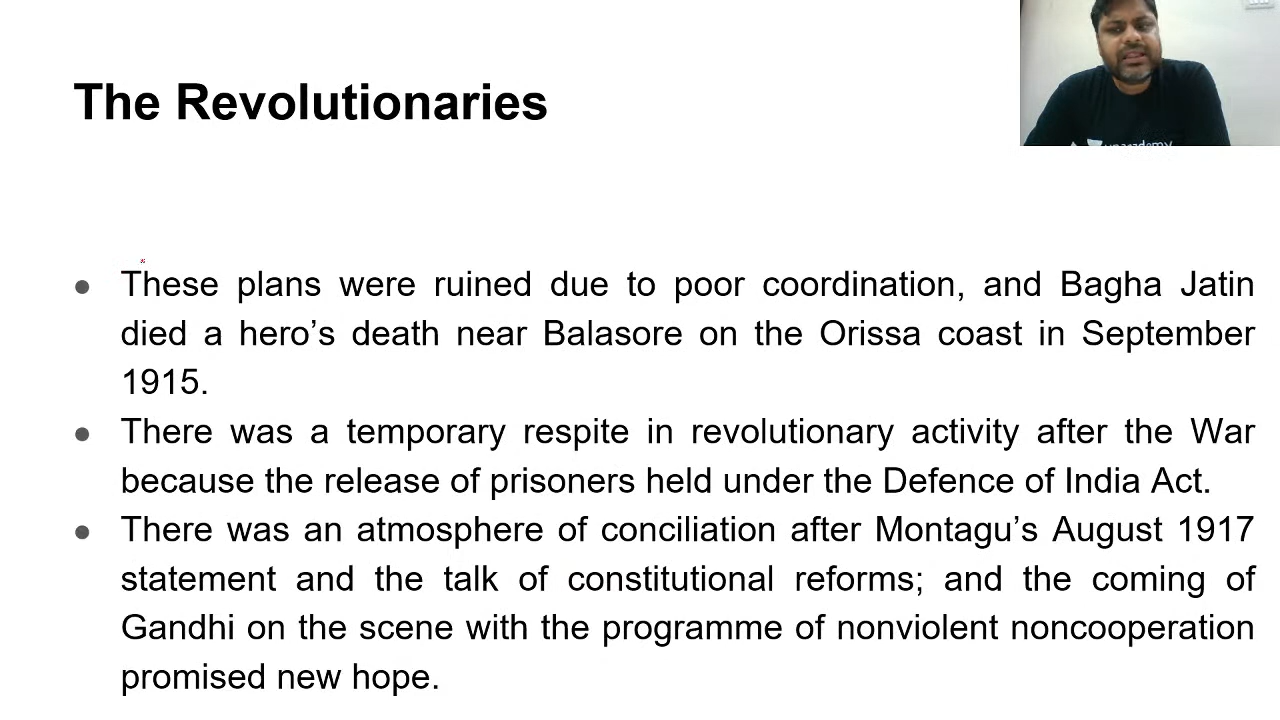 The Revolutionaries
These plans were ruined due to poor coordination, and Bagha Jatin
died a hero’s death near Balasore on the Orissa coast in September
1915.
There was a temporary respite in revolutionary activity after the War
because the release of prisoners held under the Defence of India Act.
There was an atmosphere of conciliation after Montagu’s August 1917
statement and the talk of constitutional reforms; and the coming of
Gandhi on the scene with the programme of nonviolent noncooperation
promised new hope.